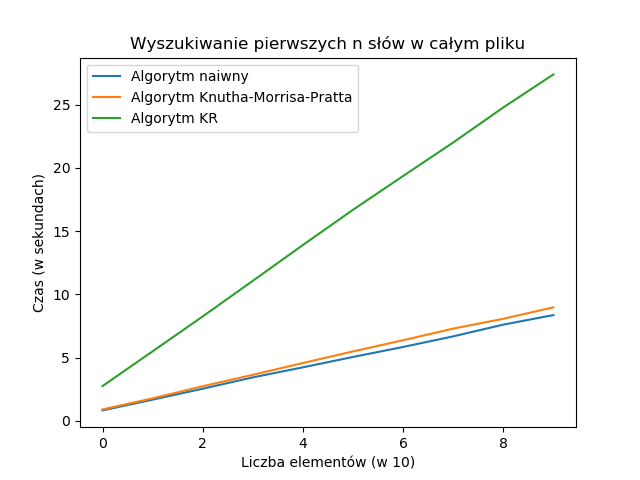 Wyszukiwanie pierwszych n słów w całym pliku
Algorytm naiwny
Algorytm Knutha-Morrisa-Pratta
Algorytm KR
Czas (w sekundach)
25
20
15
10
5
0
0 2 4 6 8
Liczba elementów (w 10)